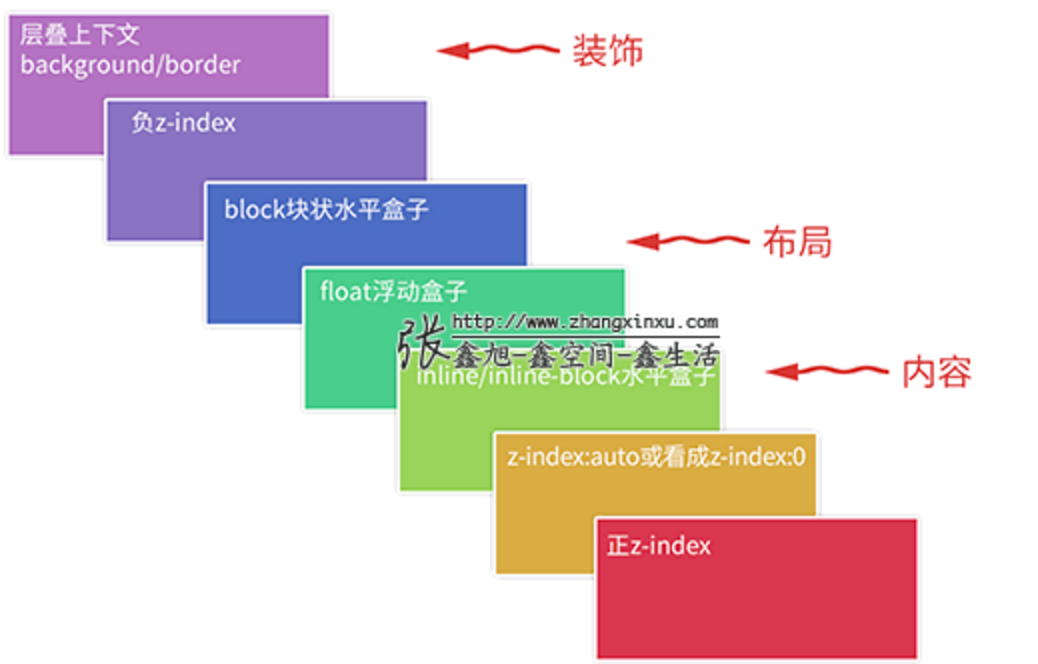 层叠上下文
background/border
装饰
负z-index
block块状水平盒子
布局
float浮动盒子
张
http://www.zhangxinxu.com
鑫旭-鑫空间-鑫生活
inline/inline-block水平盒子
内容
z-index:auto或看成z-index:0
正z-index